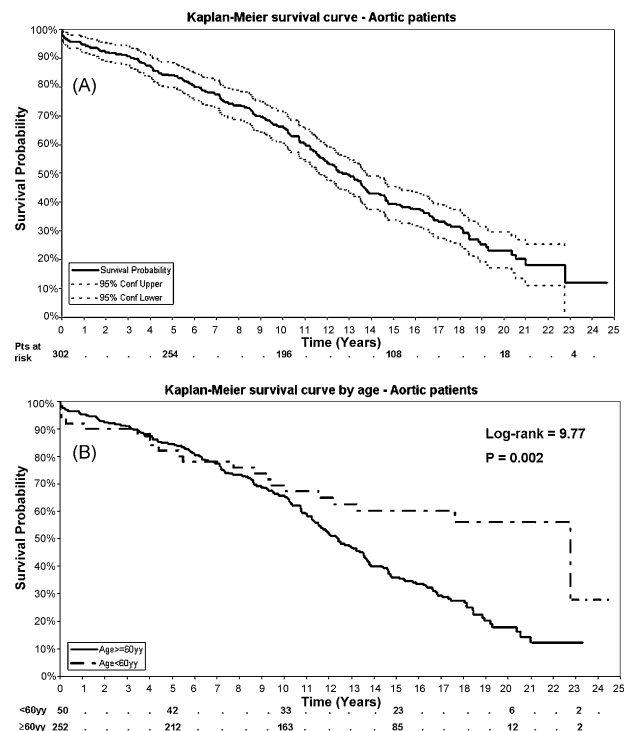 Kaplan-Meier survival curve - Aortic patients
100%
90%
80%
70%
60%
50%
40%
30%
20%
10%
0%
Survival Probability
(A)
Survival Probability
95% Conf Upper
95% Conf Lower
0 1 2 3 4 5 6 7 8 9 10 11 12 13 14 15 16 17 18 19 20 21 22 23 24 25
Time (Years)
Pts at
risk 302 . . . . 254 . . . . 196 . . . . 108 . . . . 18 . . 4 .
Kaplan-Meier survival curve by age - Aortic patients
100%
90%
80%
70%
60%
50%
40%
30%
20%
10%
0%
Survival Probability
(B)
Log-rank = 9.77
P = 0.002
Age>=60yy
Age<60yy
0 1 2 3 4 5 6 7 8 9 10 11 12 13 14 15 16 17 18 19 20 21 22 23 24 25
Time (Years)
<60yy 50 . . . . 42 . . . . 33 . . . . 23 . . . . 6 . . 2 .
≥60yy 252 . . . . 212 . . . . 163 . . . . 85 . . . . 12 . . 2